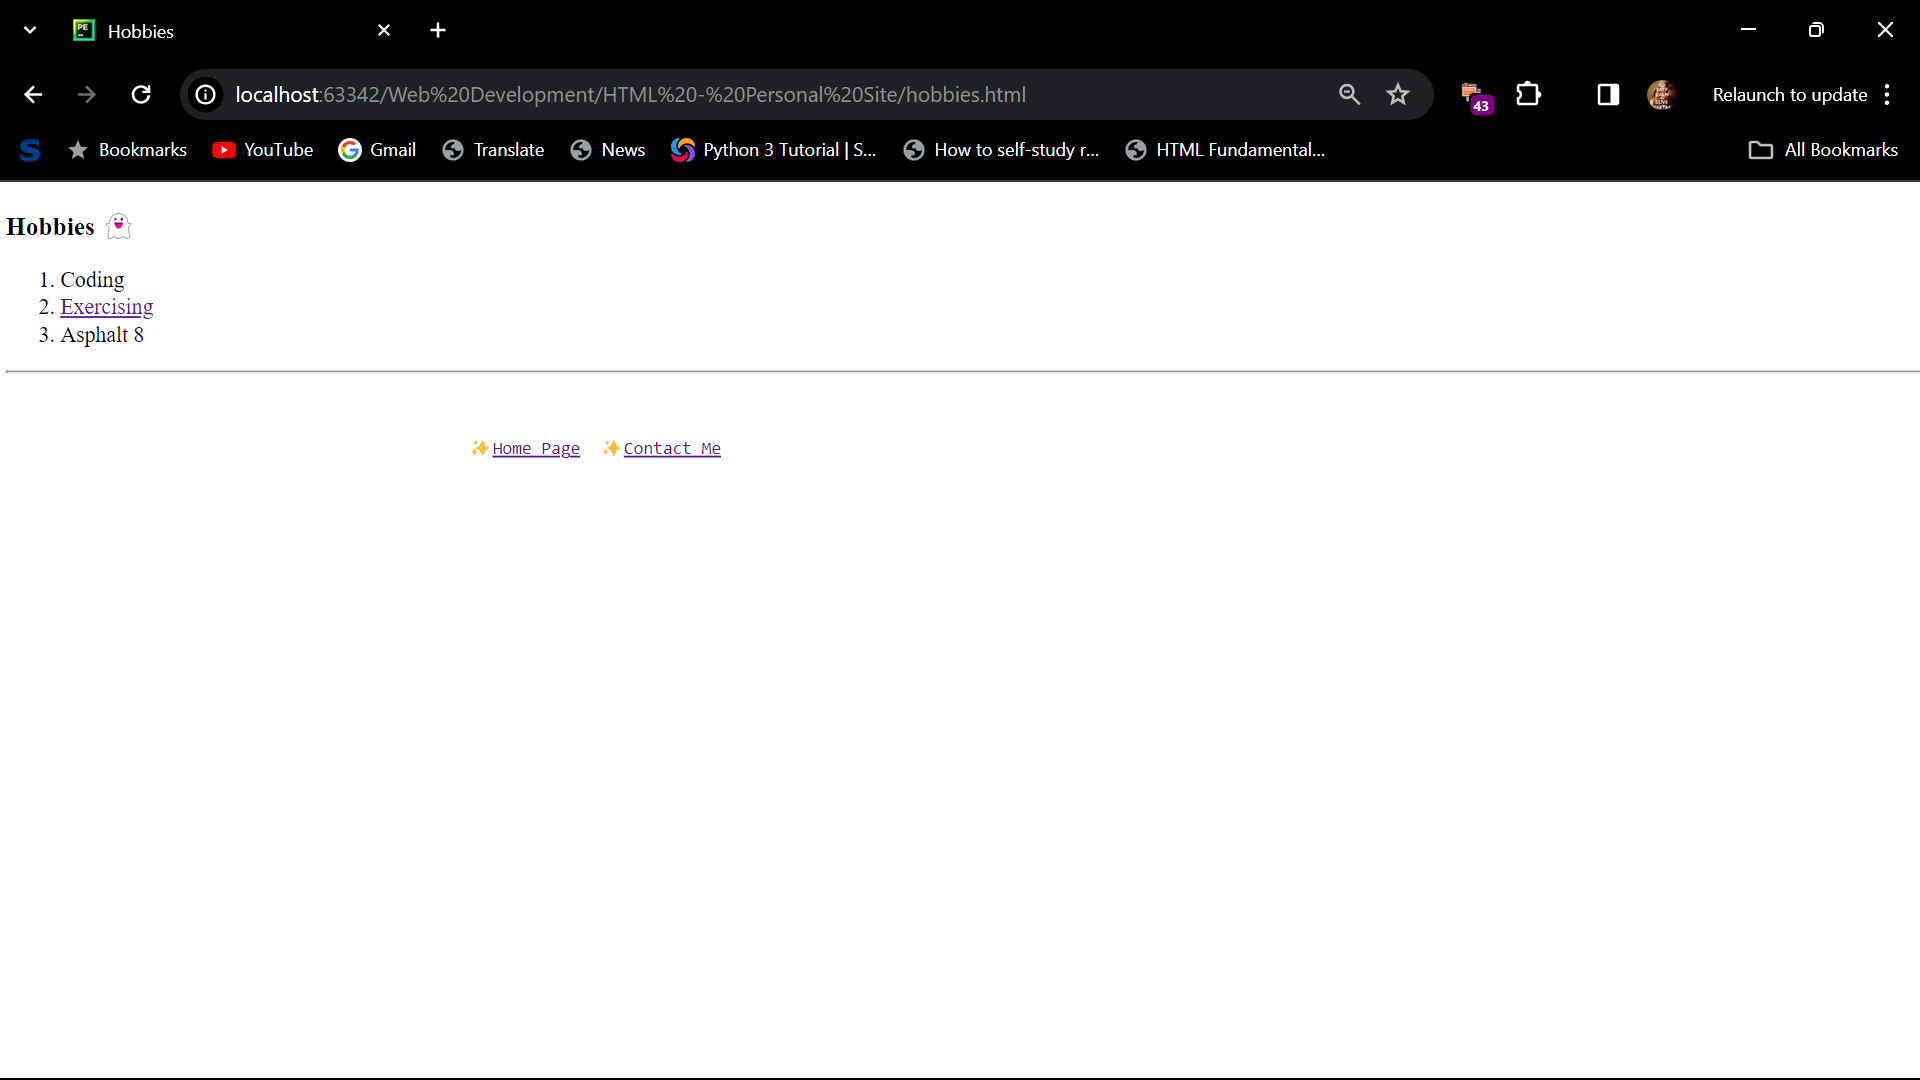 Hobbies
localhost:63342/Web%20Development/HTML%20-%20Personal%20Site/hobbies.html
43
Relaunch to update
S Bookmarks YouTube Gmail Translate News Python 3 Tutorial | S... How to self-study r... HTML Fundamental... All Bookmarks
Hobbies 👻
1. Coding
2. Exercising
3. Asphalt 8
✨Home Page ✨Contact Me